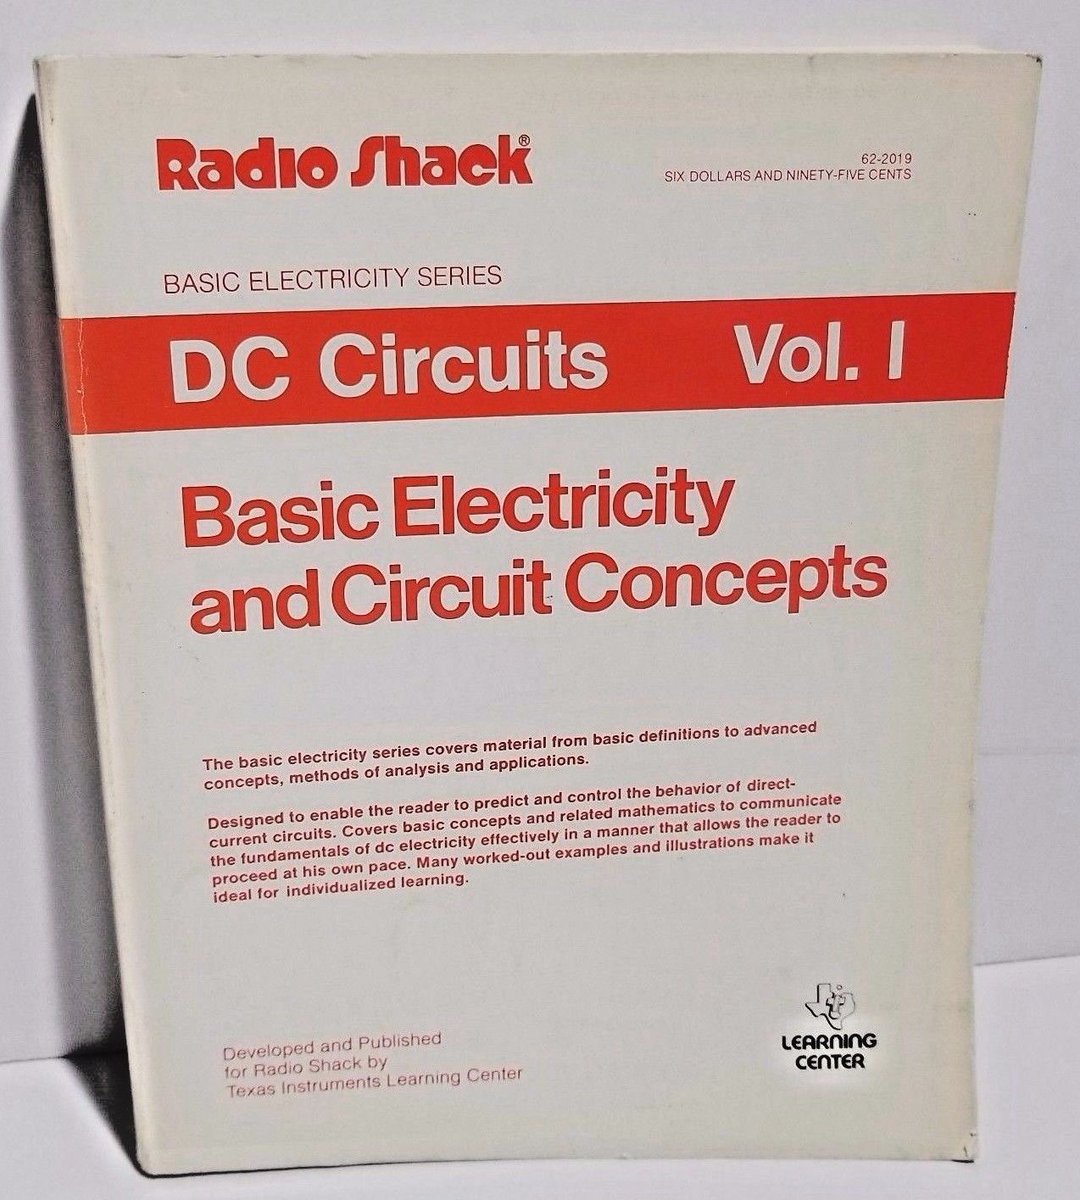 Radio Shack®
62-2019
SIX DOLLARS AND NINETY-FIVE CENTS
BASIC ELECTRICITY SERIES
DC Circuits Vol. I
Basic Electricity
and Circuit Concepts
The basic electricity series covers material from basic definitions to advanced
concepts, methods of analysis and applications.
Designed to enable the reader to predict and control the behavior of direct-
current circuits. Covers basic concepts and related mathematics to communicate
the fundamentals of dc electricity effectively in a manner that allows the reader to
proceed at his own pace. Many worked-out examples and illustrations make it
ideal for individualized learning.
Developed and Published
for Radio Shack by
Texas Instruments Learning Center
LEARNING
CENTER